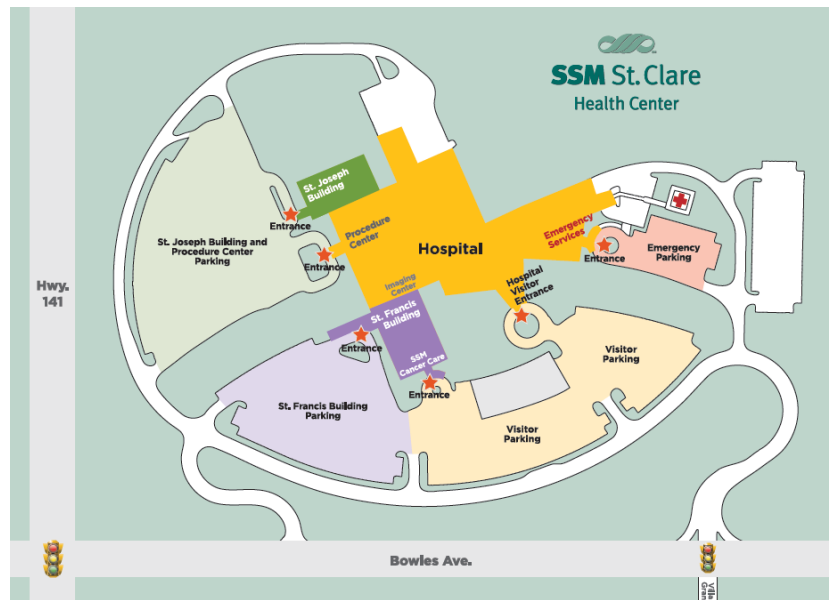 SSM St. Clare
Health Center
St. Joseph
Building
Entrance
Procedure
Center
Entrance
St. Joseph Building and
Procedure Center
Parking
Hospital
Emergency
Services
Entrance
Emergency
Parking
Hwy.
141
Imaging
Center
Hospital
Visitor
Entrance
St. Francis
Building
Entrance
SSM
Cancer Care
Entrance
Visitor
Parking
St. Francis Building
Parking
Visitor
Parking
Bowles Ave.